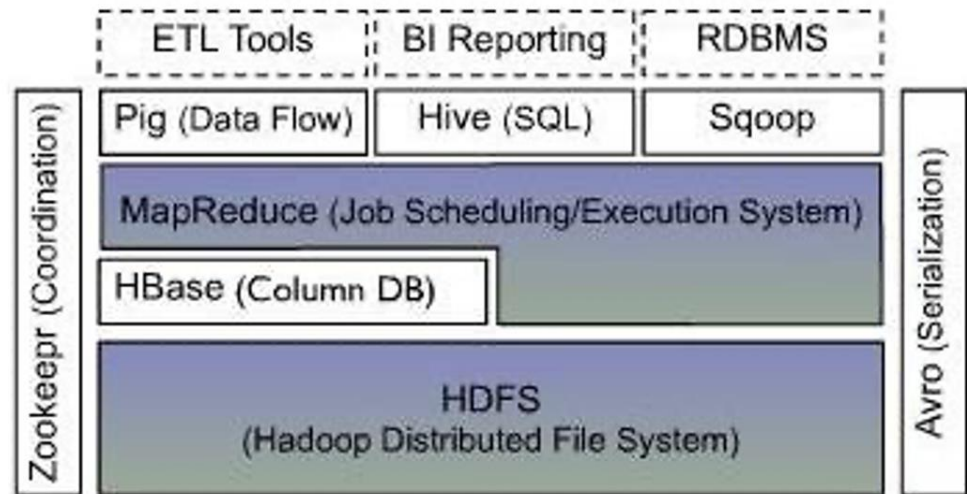 ETL Tools
BI Reporting
RDBMS
Pig (Data Flow)
Hive (SQL)
Sqoop
MapReduce (Job Scheduling/Execution System)
HBase (Column DB)
HDFS
(Hadoop Distributed File System)
Zookeepr (Coordination)
Avro (Serialization)